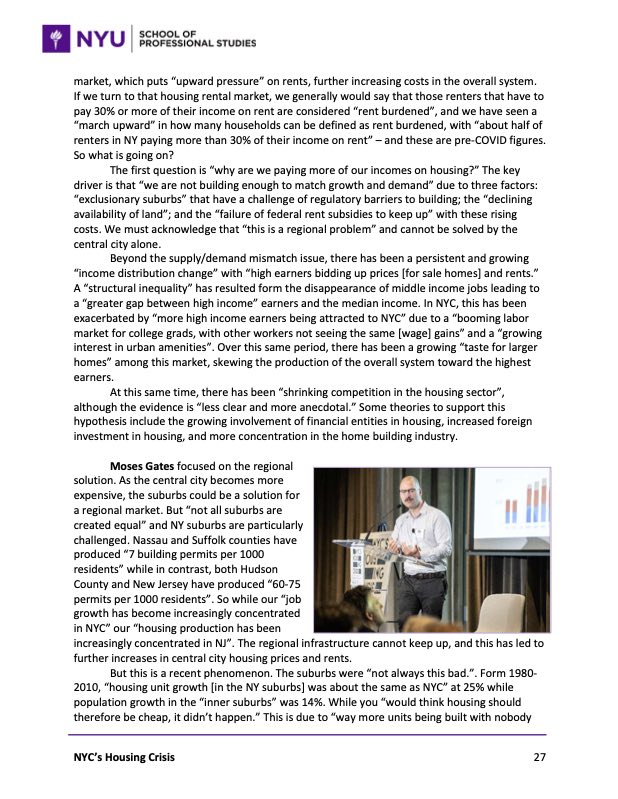 NYU
SCHOOL OF
PROFESSIONAL STUDIES
market, which puts “upward pressure” on rents, further increasing costs in the overall system.
If we turn to that housing rental market, we generally would say that those renters that have to
pay 30% or more of their income on rent are considered “rent burdened”, and we have seen a
“march upward” in how many households can be defined as rent burdened, with “about half of
renters in NY paying more than 30% of their income on rent” – and these are pre-COVID figures.
So what is going on?
The first question is “why are we paying more of our incomes on housing?” The key
driver is that “we are not building enough to match growth and demand” due to three factors:
“exclusionary suburbs” that have a challenge of regulatory barriers to building; the “declining
availability of land”; and the “failure of federal rent subsidies to keep up” with these rising
costs. We must acknowledge that “this is a regional problem” and cannot be solved by the
central city alone.
Beyond the supply/demand mismatch issue, there has been a persistent and growing
“income distribution change” with “high earners bidding up prices [for sale homes] and rents.”
A “structural inequality” has resulted form the disappearance of middle income jobs leading to
a “greater gap between high income” earners and the median income. In NYC, this has been
exacerbated by “more high income earners being attracted to NYC” due to a “booming labor
market for college grads, with other workers not seeing the same [wage] gains” and a “growing
interest in urban amenities”. Over this same period, there has been a growing “taste for larger
homes” among this market, skewing the production of the overall system toward the highest
earners.
At this same time, there has been “shrinking competition in the housing sector”,
although the evidence is “less clear and more anecdotal.” Some theories to support this
hypothesis include the growing involvement of financial entities in housing, increased foreign
investment in housing, and more concentration in the home building industry.
Moses Gates focused on the regional
solution. As the central city becomes more
expensive, the suburbs could be a solution for
a regional market. But “not all suburbs are
created equal” and NY suburbs are particularly
challenged. Nassau and Suffolk counties have
produced “7 building permits per 1000
residents” while in contrast, both Hudson
County and New Jersey have produced “60-75
permits per 1000 residents”. So while our “job
growth has become increasingly concentrated
in NYC” our “housing production has been
increasingly concentrated in NJ”. The regional infrastructure cannot keep up, and this has led to
further increases in central city housing prices and rents.
But this is a recent phenomenon. The suburbs were “not always this bad.”. Form 1980-
2010, “housing unit growth [in the NY suburbs] was about the same as NYC” at 25% while
population growth in the “inner suburbs” was 14%. While you “would think housing should
therefore be cheap, it didn’t happen.” This is due to “way more units being built with nobody
NYC’s Housing Crisis
27